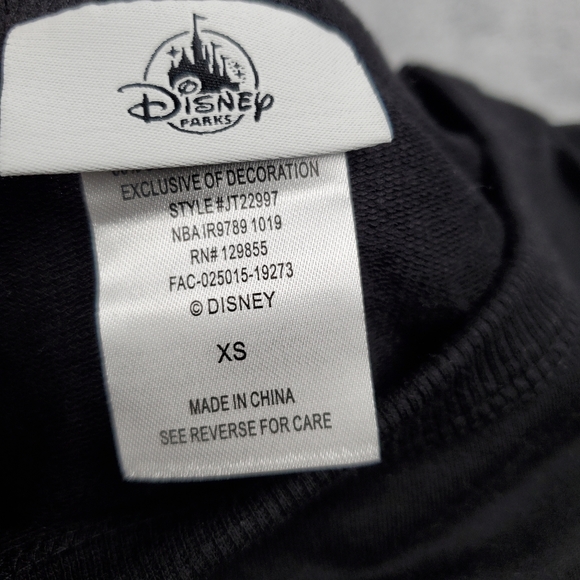 Disney
PARKS
EXCLUSIVE OF DECORATION
STYLE #JT22997
NBA IR9789 1019
RN# 129855
FAC-025015-19273
© DISNEY
XS
MADE IN CHINA
SEE REVERSE FOR CARE